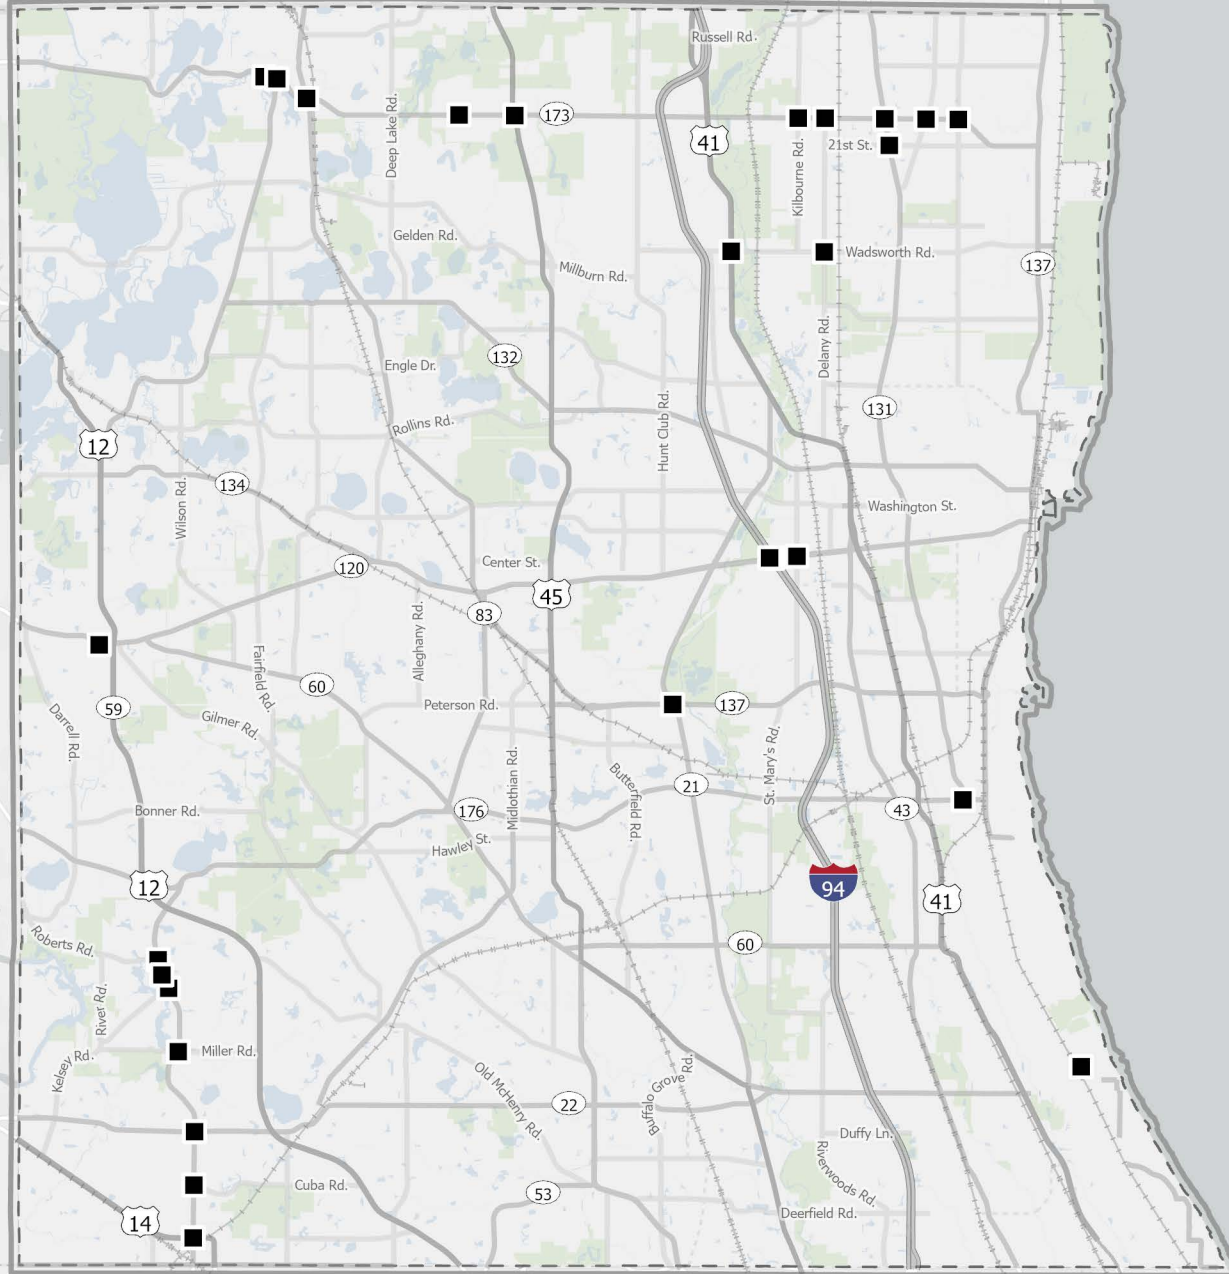 Russell Rd.
Deep Lake Rd.
173
41
21st St.
Kilbourne Rd.
Gelden Rd.
Wadsworth Rd.
Millburn Rd.
137
132
Engle Dr.
Delany Rd.
131
Rollins Rd.
Hunt Club Rd.
12
134
Wilson Rd.
Washington St.
Center St.
120
45
83
Alleghany Rd.
Fairfield Rd.
60
59
Peterson Rd.
137
Darrell Rd.
Gilmer Rd.
St. Mary's Rd.
Midlothian Rd.
Butterfield Rd.
21
Bonner Rd.
176
43
Hawley St.
12
94
41
Roberts Rd.
60
River Rd.
Miller Rd.
Kelsey Rd.
Old McHenry Rd.
Buffalo Grove Rd.
22
Duffy Ln.
Riverwoods Rd.
Cuba Rd.
53
Deerfield Rd.
14